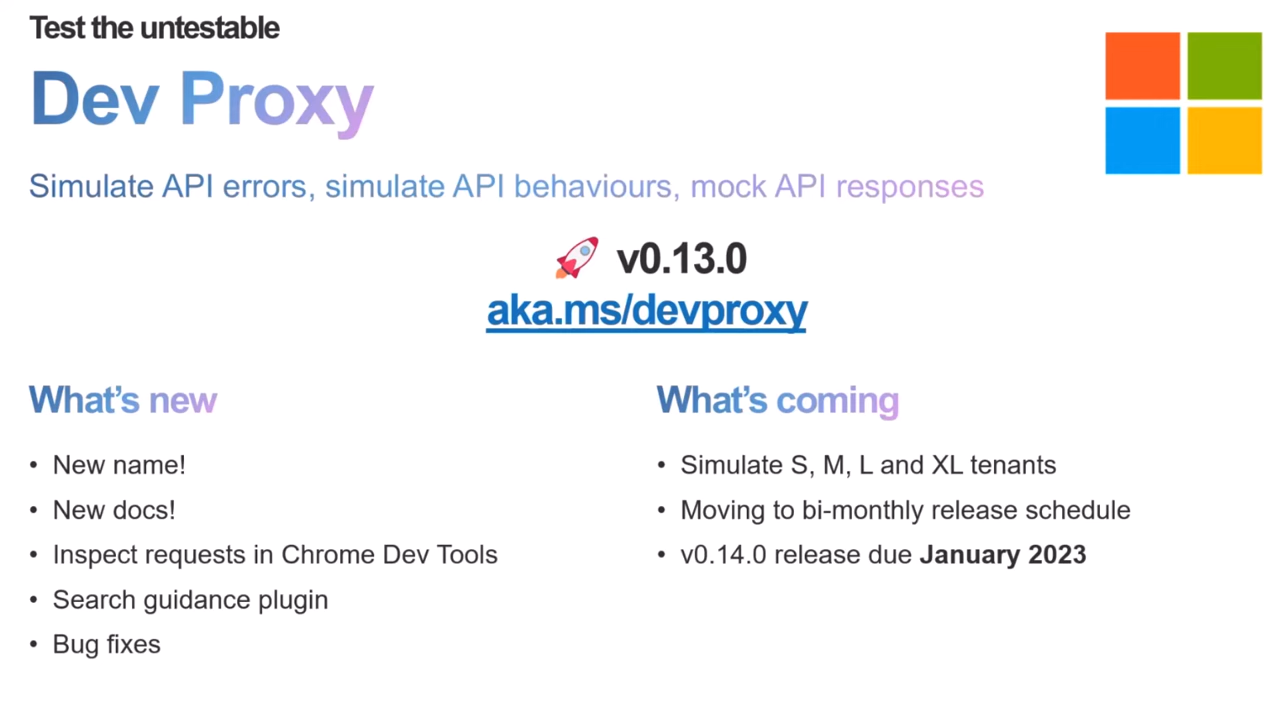 Test the untestable
Dev Proxy
Simulate API errors, simulate API behaviours, mock API responses
🚀 v0.13.0
aka.ms/devproxy
What’s new
• New name!
• New docs!
• Inspect requests in Chrome Dev Tools
• Search guidance plugin
• Bug fixes
What’s coming
• Simulate S, M, L and XL tenants
• Moving to bi-monthly release schedule
• v0.14.0 release due January 2023